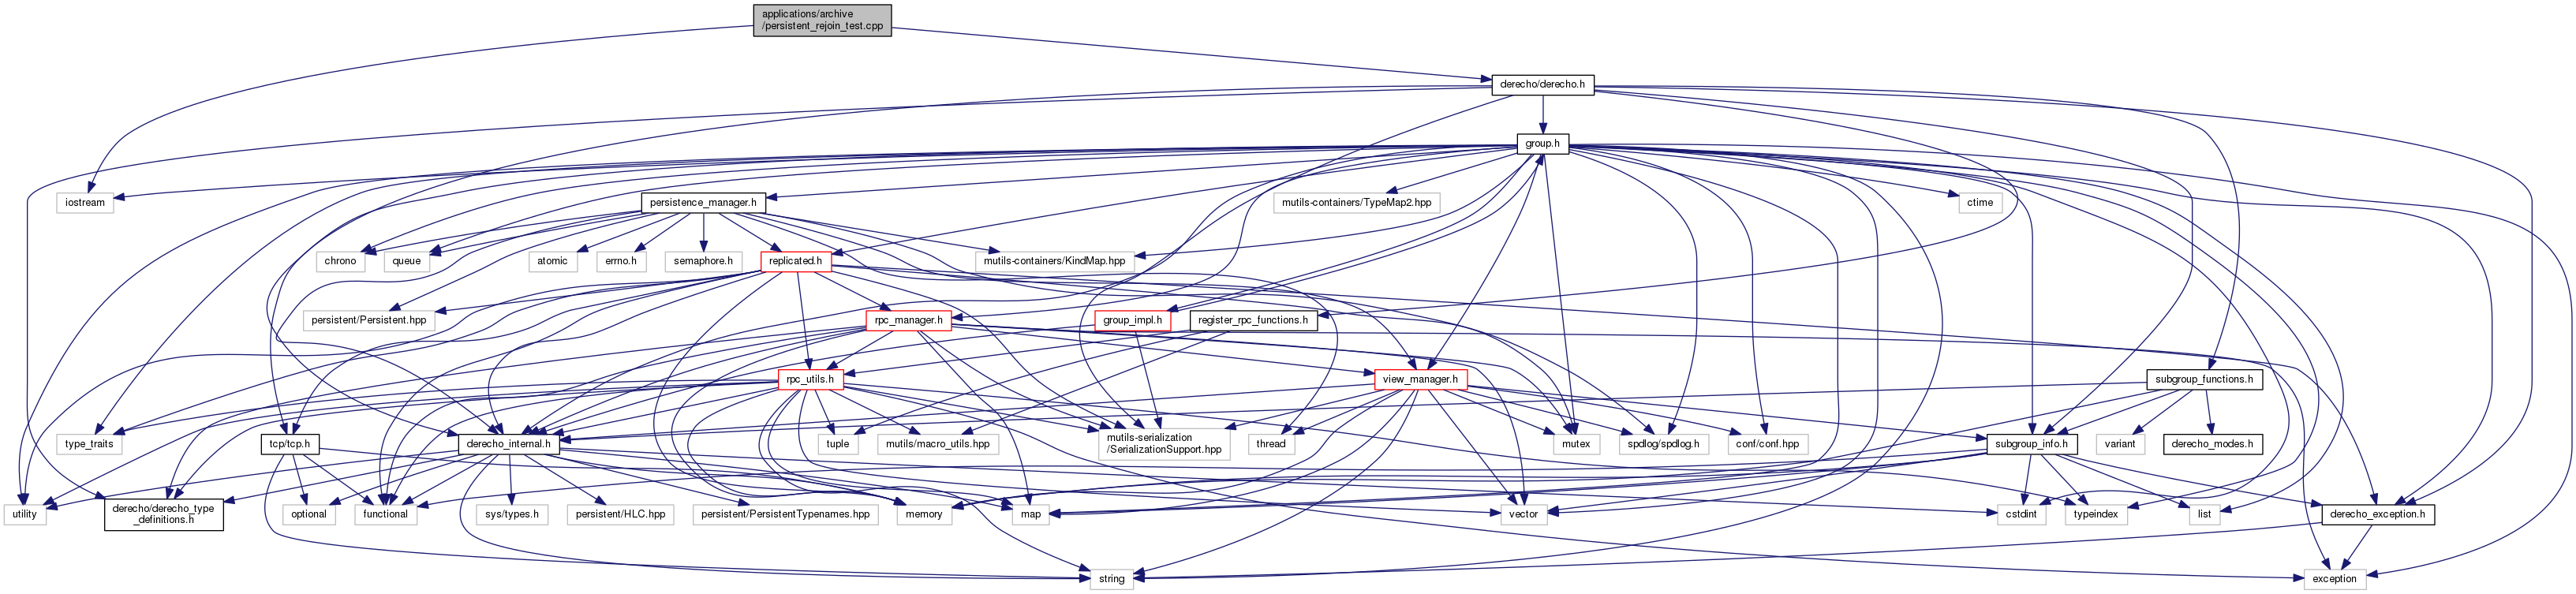 applications/archive
/persistent_rejoin_test.cpp
derecho/derecho.h
group.h
iostream
persistence_manager.h
mutils-containers/TypeMap2.hpp
ctime
chrono
queue
atomic
errno.h
semaphore.h
replicated.h
mutils-containers/KindMap.hpp
persistent/Persistent.hpp
rpc_manager.h
group_impl.h
register_rpc_functions.h
rpc_utils.h
view_manager.h
subgroup_functions.h
type_traits
tcp/tcp.h
derecho_internal.h
tuple
mutils/macro_utils.hpp
mutils-serialization
/SerializationSupport.hpp
thread
mutex
spdlog/spdlog.h
conf/conf.hpp
subgroup_info.h
variant
derecho_modes.h
utility
derecho/derecho_type
_definitions.h
optional
functional
sys/types.h
persistent/HLC.hpp
persistent/PersistentTypenames.hpp
memory
map
vector
cstdint
typeindex
list
derecho_exception.h
string
exception